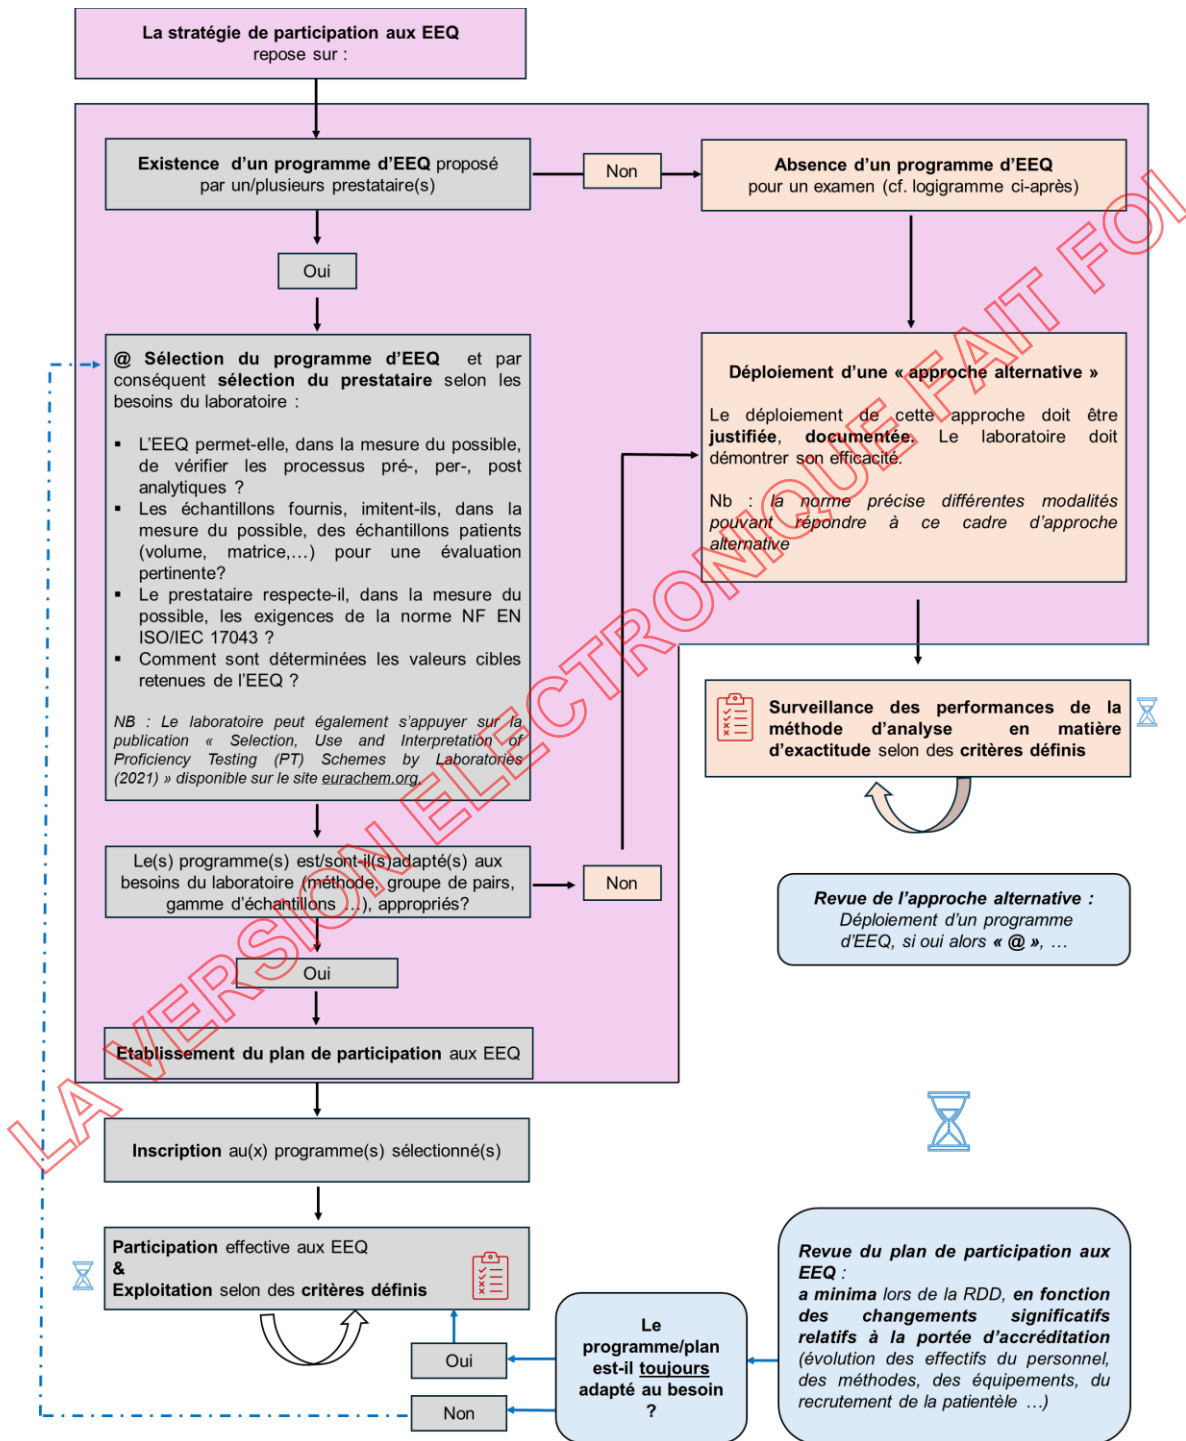 La stratégie de participation aux EEQ
repose sur :
Existence d'un programme d'EEQ proposé
par un/plusieurs prestataire(s)
Non
Absence d'un programme d'EEQ
pour un examen (cf. logigramme ci-après)
Oui
@ Sélection du programme d'EEQ et par
conséquent sélection du prestataire selon les
besoins du laboratoire :
▪ L'EEQ permet-elle, dans la mesure du possible,
de vérifier les processus pré-, per-, post
analytiques ?
▪ Les échantillons fournis, imitent-ils, dans la
mesure du possible, des échantillons patients
(volume, matrice,…) pour une évaluation
pertinente?
▪ Le prestataire respecte-il, dans la mesure du
possible, les exigences de la norme NF EN
ISO/IEC 17043 ?
▪ Comment sont déterminées les valeurs cibles
retenues de l'EEQ ?
NB : Le laboratoire peut également s'appuyer sur la
publication « Selection, Use and Interpretation of
Proficiency Testing (PT) Schemes by Laboratories
(2021) » disponible sur le site eurachem.org.
Déploiement d'une « approche alternative »
Le déploiement de cette approche doit être
justifiée, documentée. Le laboratoire doit
démontrer son efficacité.
Nb : la norme précise différentes modalités
pouvant répondre à ce cadre d'approche
alternative
Surveillance des performances de la
méthode d'analyse en matière
d'exactitude selon des critères définis
Le(s) programme(s) est/sont-il(s)adapté(s) aux
besoins du laboratoire (méthode, groupe de pairs,
gamme d'échantillons …), appropriés?
Non
Revue de l'approche alternative :
Déploiement d'un programme
d'EEQ, si oui alors « @ », …
Oui
Etablissement du plan de participation aux EEQ
Inscription au(x) programme(s) sélectionné(s)
Participation effective aux EEQ
&
Exploitation selon des critères définis
Oui
Non
Le
programme/plan
est-il toujours
adapté au besoin
?
Revue du plan de participation aux
EEQ :
a minima lors de la RDD, en fonction
des changements significatifs
relatifs à la portée d'accréditation
(évolution des effectifs du personnel,
des méthodes, des équipements, du
recrutement de la patientèle …)
LA VERSION ELECTRONIQUE FAIT FOI